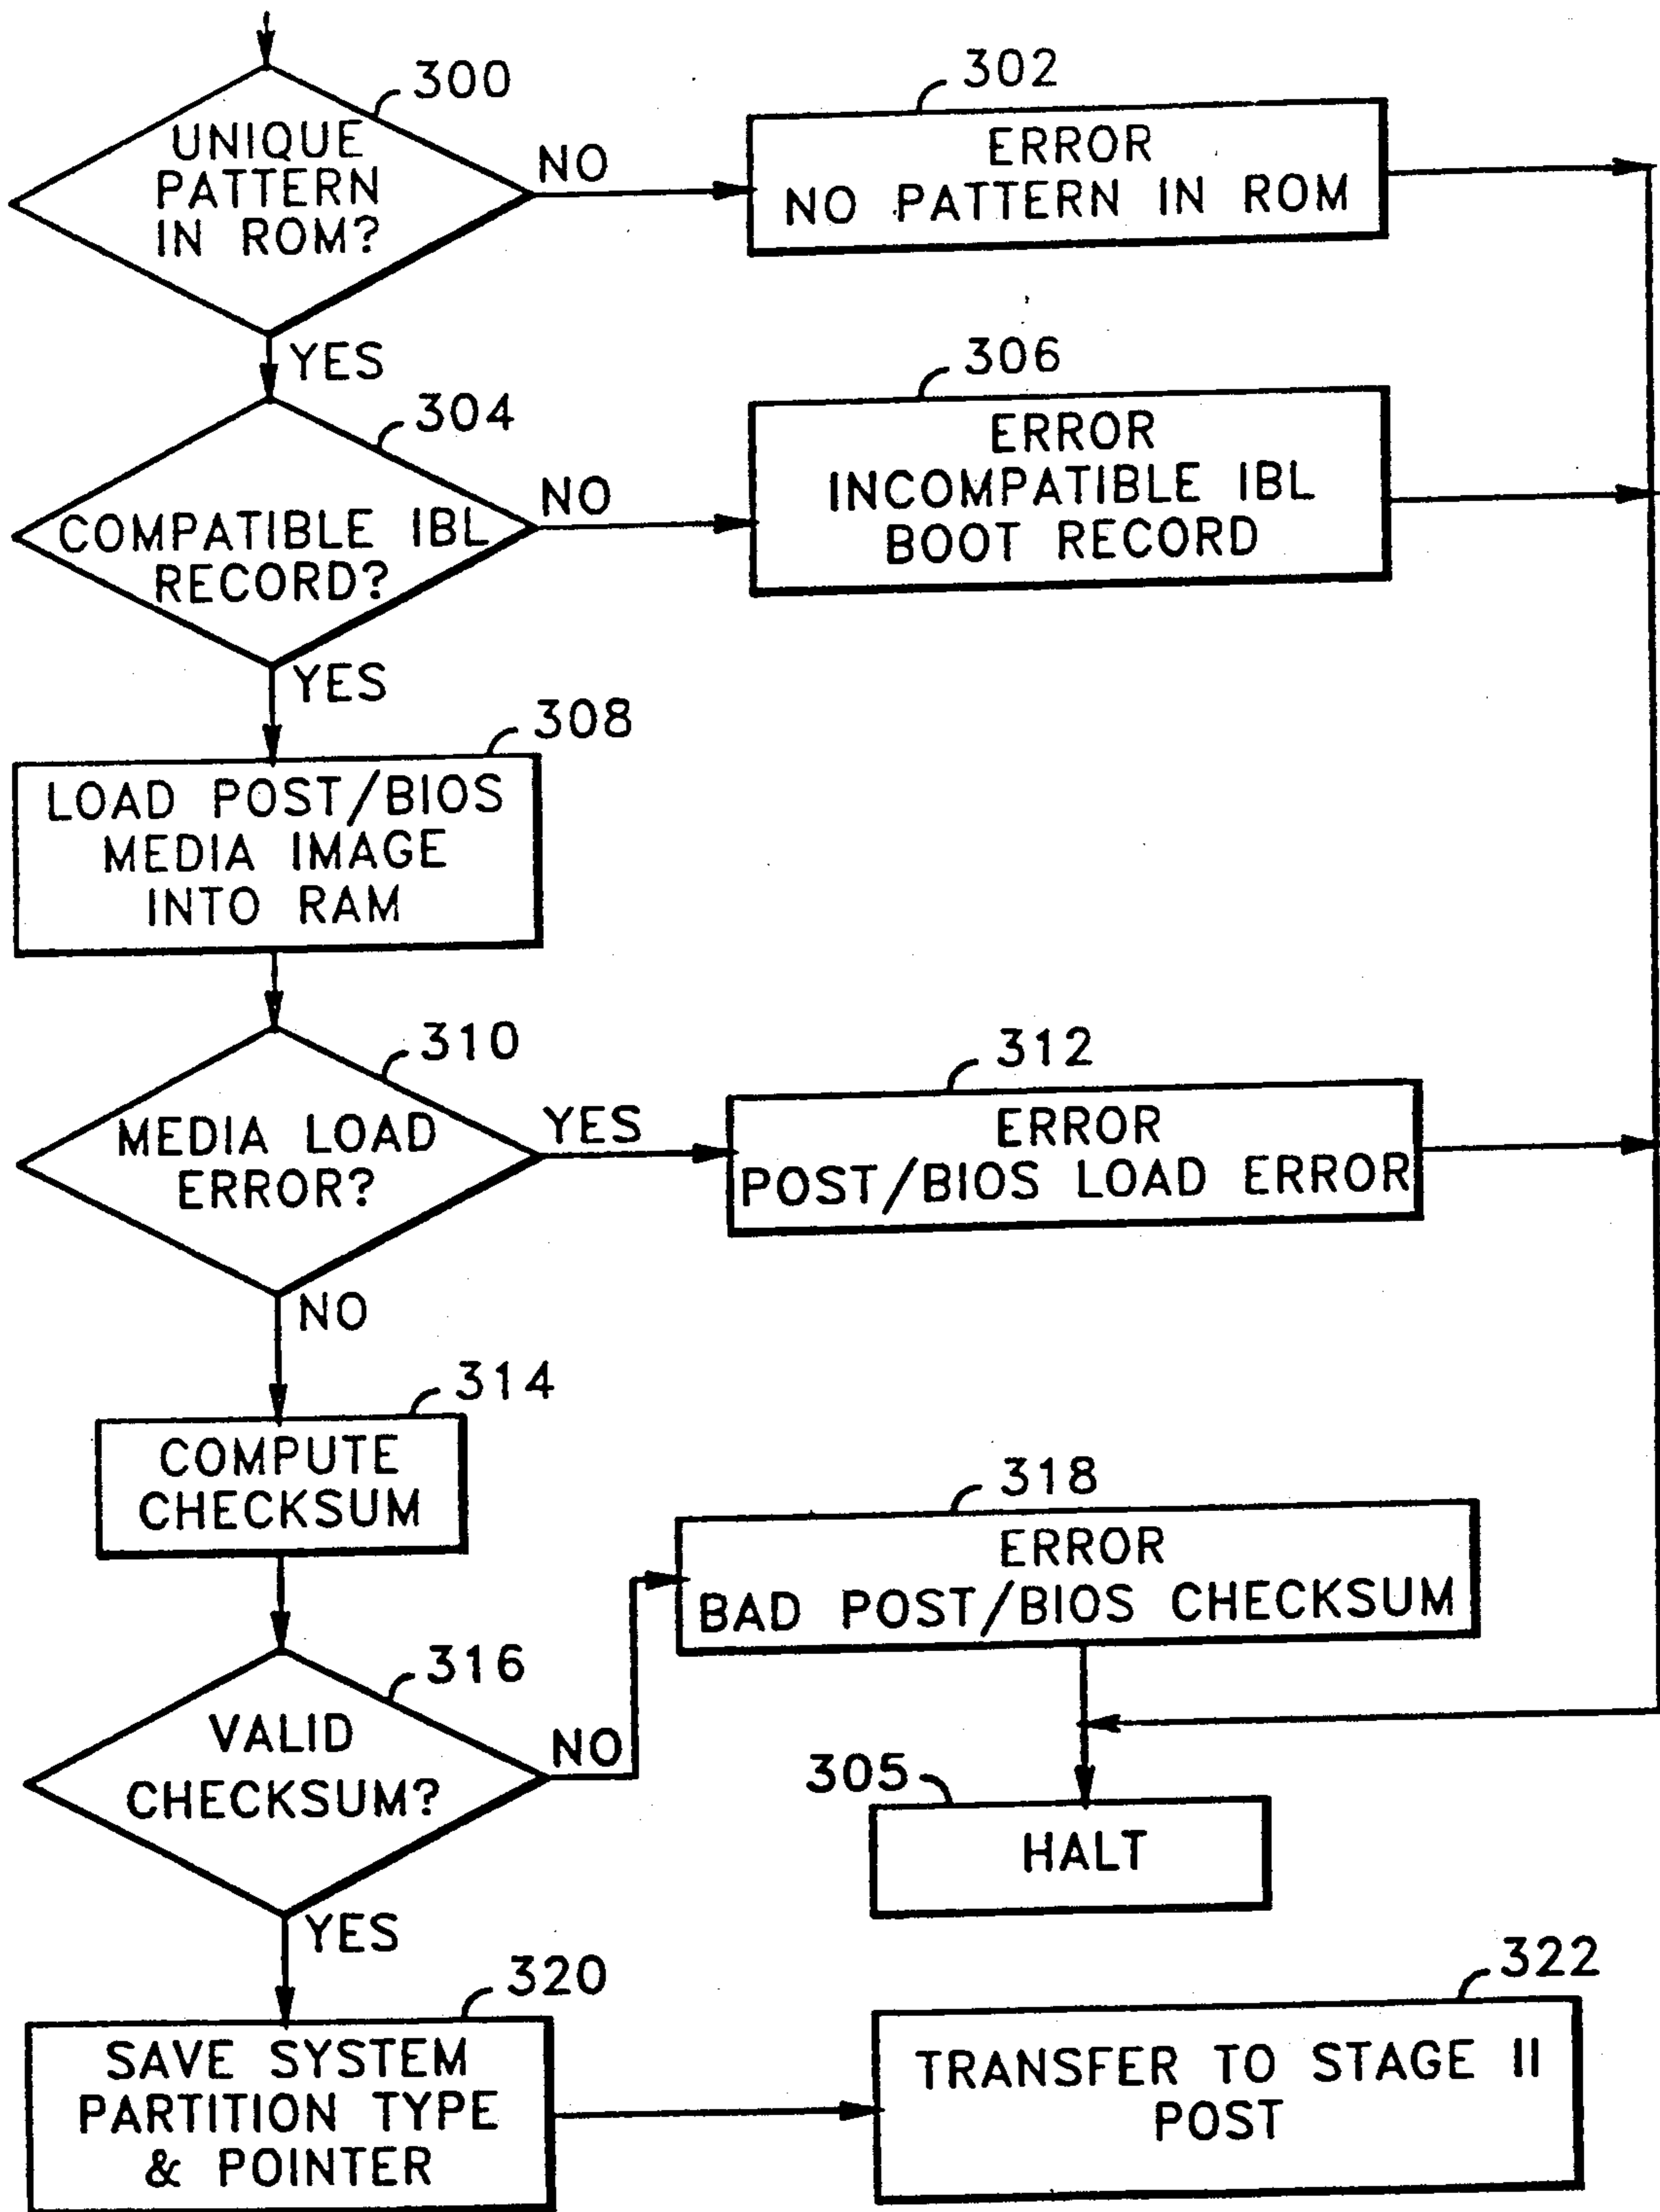 300
UNIQUE
PATTERN
IN ROM?
NO
302
ERROR
NO PATTERN IN ROM
YES
304
COMPATIBLE IBL
RECORD?
NO
306
ERROR
INCOMPATIBLE IBL
BOOT RECORD
YES
308
LOAD POST/BIOS
MEDIA IMAGE
INTO RAM
310
MEDIA LOAD
ERROR?
YES
312
ERROR
POST/BIOS LOAD ERROR
NO
314
COMPUTE
CHECKSUM
316
VALID
CHECKSUM?
NO
318
ERROR
BAD POST/BIOS CHECKSUM
305
HALT
YES
320
SAVE SYSTEM
PARTITION TYPE
& POINTER
322
TRANSFER TO STAGE II
POST